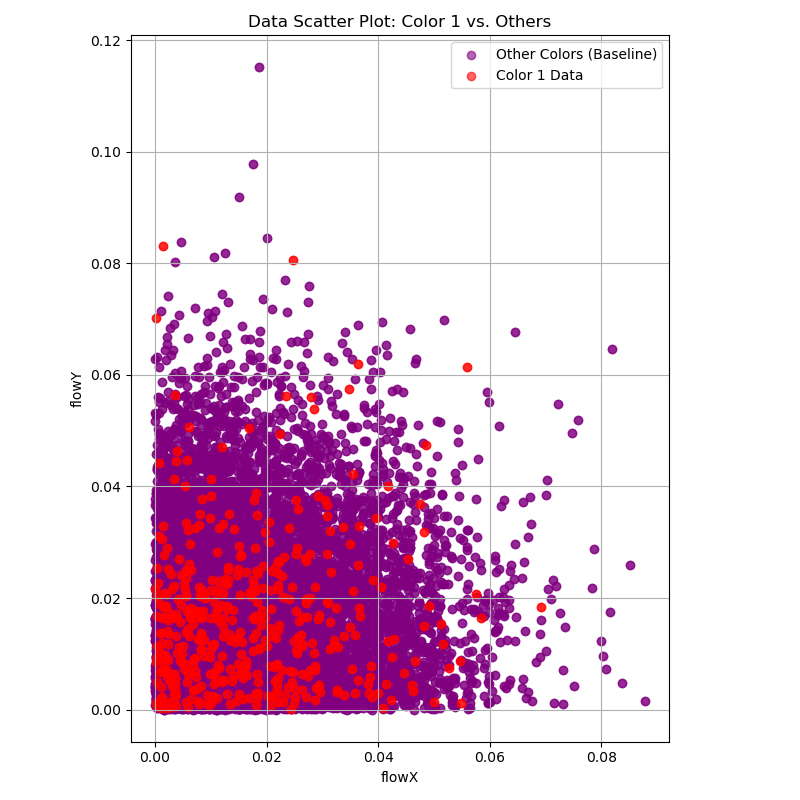 Data Scatter Plot: Color 1 vs. Others
Other Colors (Baseline)
Color 1 Data
flowY
0.12
0.10
0.08
0.06
0.04
0.02
0.00
0.00 0.02 0.04 0.06 0.08
flowX